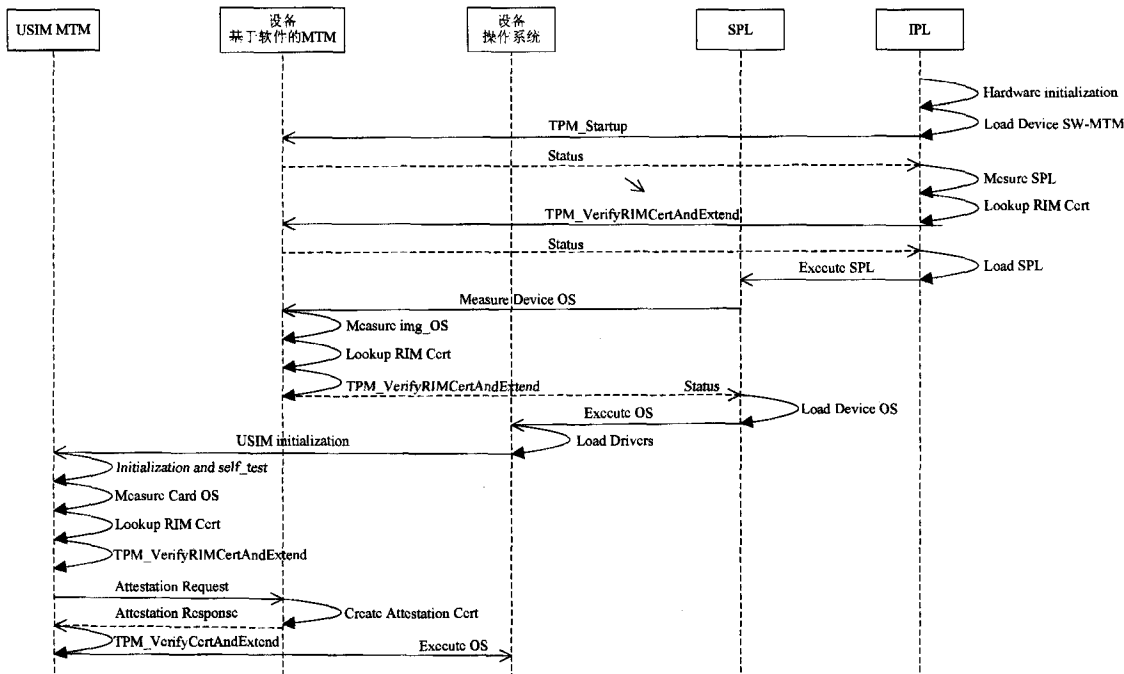 USIM MTM
设备
基于软件的MTM
设备
操作系统
SPL
IPL
Hardware initialization
Load Device SW-MTM
TPM_Startup
Status
Mesure SPL
Lookup RIM Cert
TPM_VerifyRIMCertAndExtend
Status
Load SPL
Execute SPL
Measure Device OS
Measure img_OS
Lookup RIM Cert
TPM_VerifyRIMCertAndExtend
Status
Load Device OS
Execute OS
Load Drivers
USIM initialization
Initialization and self_test
Measure Card OS
Lookup RIM Cert
TPM_VerifyRIMCertAndExtend
Attestation Request
Create Attestation Cert
Attestation Response
TPM_VerifyCertAndExtend
Execute OS